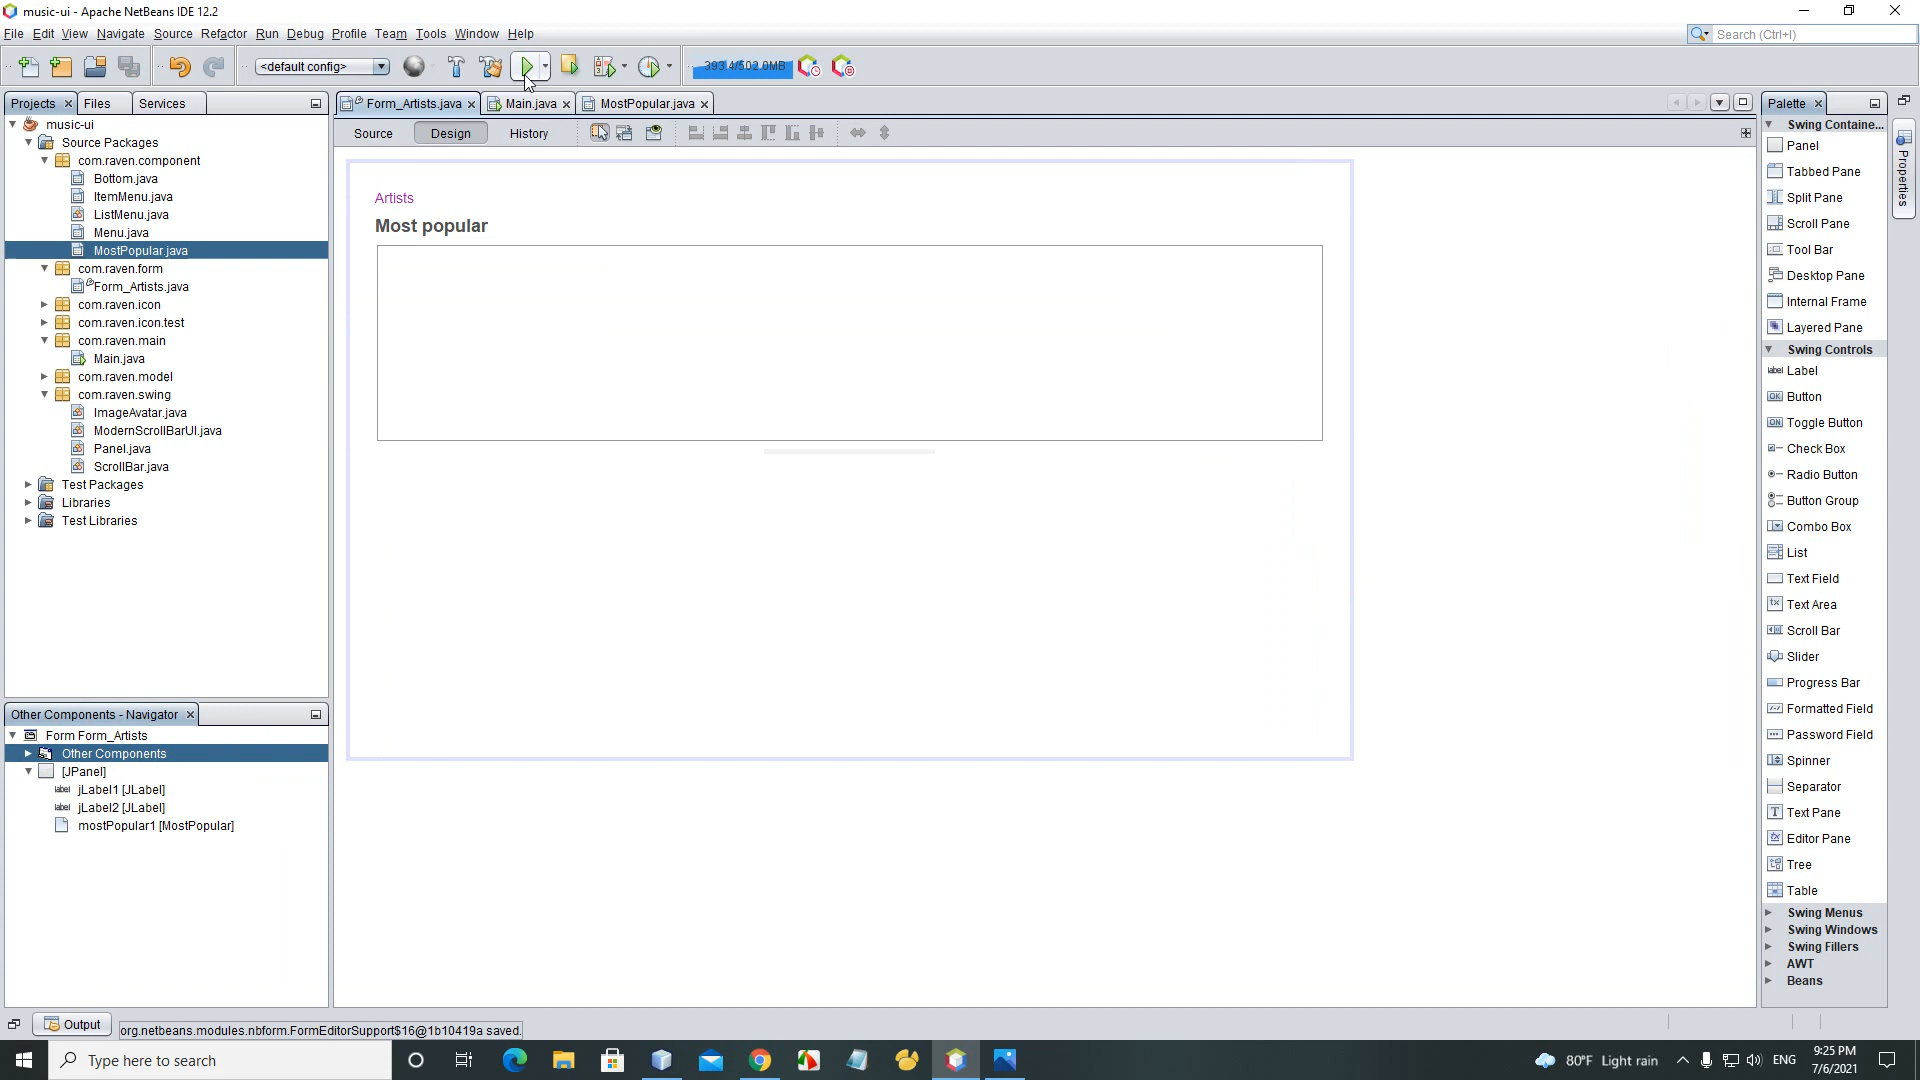 music-ui - Apache NetBeans IDE 12.2
File Edit View Navigate Source Refactor Run Debug Profile Team Tools Window Help
Search (Ctrl+I)
<default config>
393.4/502.0MB
Projects Files Services
Form_Artists.java Main.java MostPopular.java
Palette
Source Design History
music-ui
Source Packages
com.raven.component
Bottom.java
ItemMenu.java
ListMenu.java
Menu.java
MostPopular.java
com.raven.form
Form_Artists.java
com.raven.icon
com.raven.icon.test
com.raven.main
Main.java
com.raven.model
com.raven.swing
ImageAvatar.java
ModernScrollBarUI.java
Panel.java
ScrollBar.java
Test Packages
Libraries
Test Libraries
Artists
Most popular
Other Components - Navigator
Form Form_Artists
Other Components
[JPanel]
jLabel1 [JLabel]
jLabel2 [JLabel]
mostPopular1 [MostPopular]
Swing Containe...
Panel
Tabbed Pane
Split Pane
Scroll Pane
Tool Bar
Desktop Pane
Internal Frame
Layered Pane
Swing Controls
label Label
OK Button
ON Toggle Button
Check Box
Radio Button
Button Group
Combo Box
List
Text Field
Text Area
Scroll Bar
Slider
Progress Bar
Formatted Field
Password Field
Spinner
Separator
Text Pane
Editor Pane
Tree
Table
Swing Menus
Swing Windows
Swing Fillers
AWT
Beans
Properties
Output
org.netbeans.modules.nbform.FormEditorSupport$16@1b10419a saved.
Type here to search
80°F Light rain
ENG
9:25 PM
7/6/2021